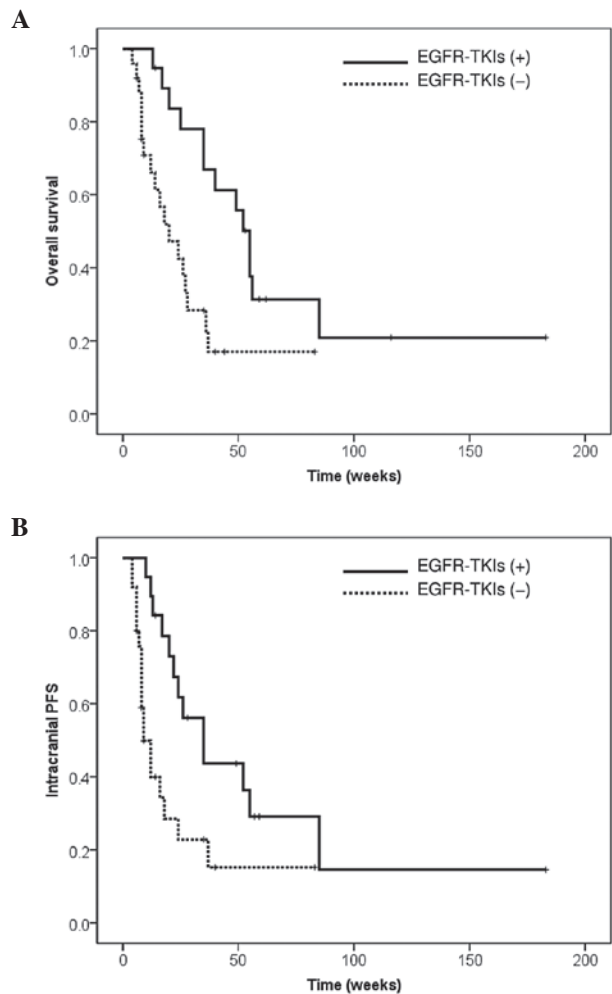 A
EGFR-TKIs (+)
EGFR-TKIs (−)
1.0
0.8
0.6
0.4
0.2
0.0
Overall survival
0 50 100 150 200
Time (weeks)
B
EGFR-TKIs (+)
EGFR-TKIs (−)
1.0
0.8
0.6
0.4
0.2
0.0
Intracranial PFS
0 50 100 150 200
Time (weeks)